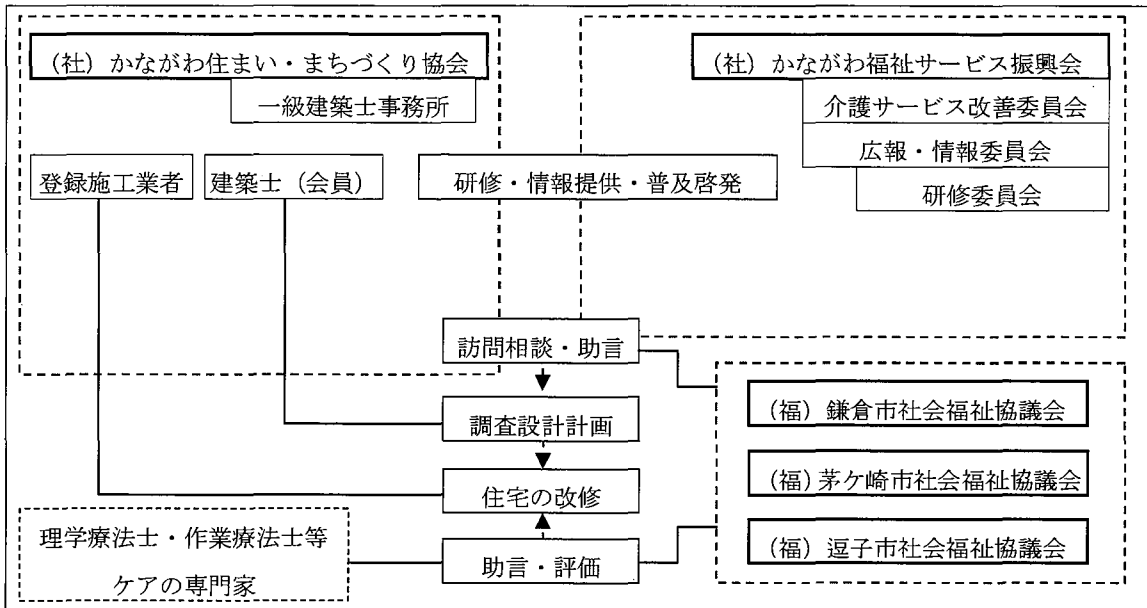 (社) かながわ住まい・まちづくり協会
一級建築士事務所
登録施工業者
建築士 (会員)
研修・情報提供・普及啓発
(社) かながわ福祉サービス振興会
介護サービス改善委員会
広報・情報委員会
研修委員会
訪問相談・助言
調査設計計画
住宅の改修
助言・評価
理学療法士・作業療法士等
ケアの専門家
(福) 鎌倉市社会福祉協議会
(福) 茅ケ崎市社会福祉協議会
(福) 逗子市社会福祉協議会